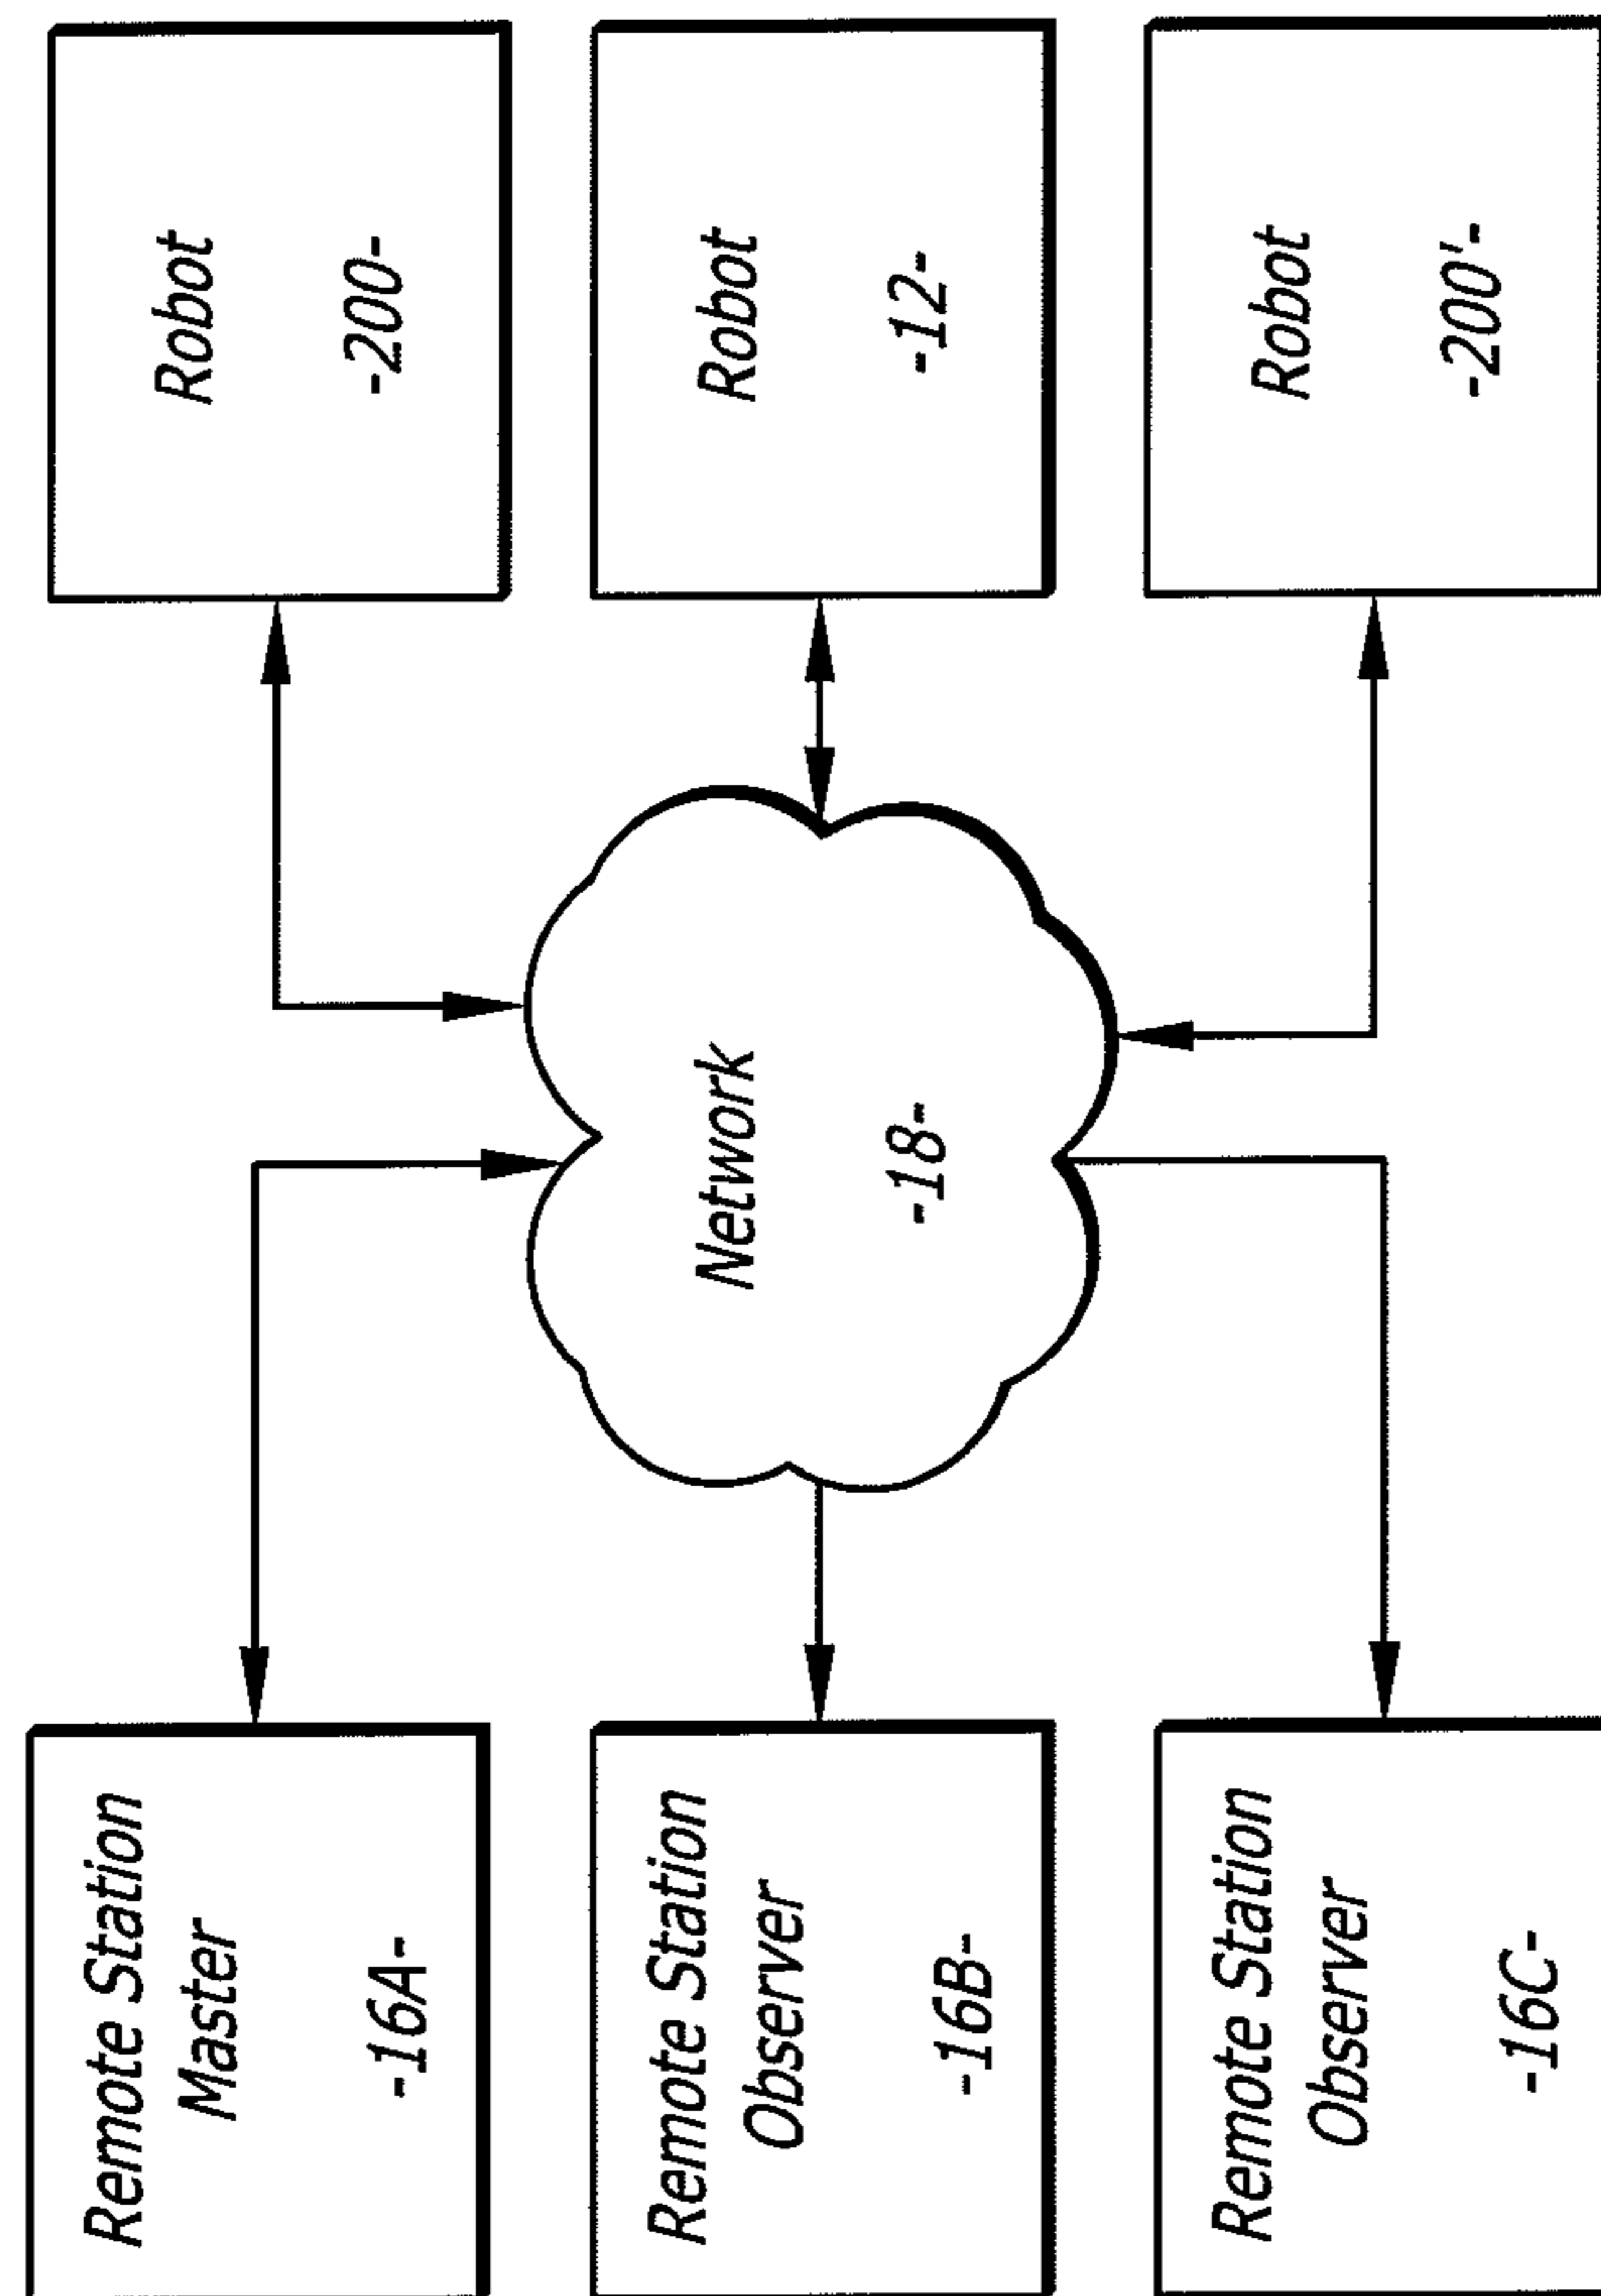 Remote Station
Master
-16A-
Remote Station
Observer
-16B-
Remote Station
Observer
-16C-
Network
-18-
Robot
-200-
Robot
-12-
Robot
-200'-